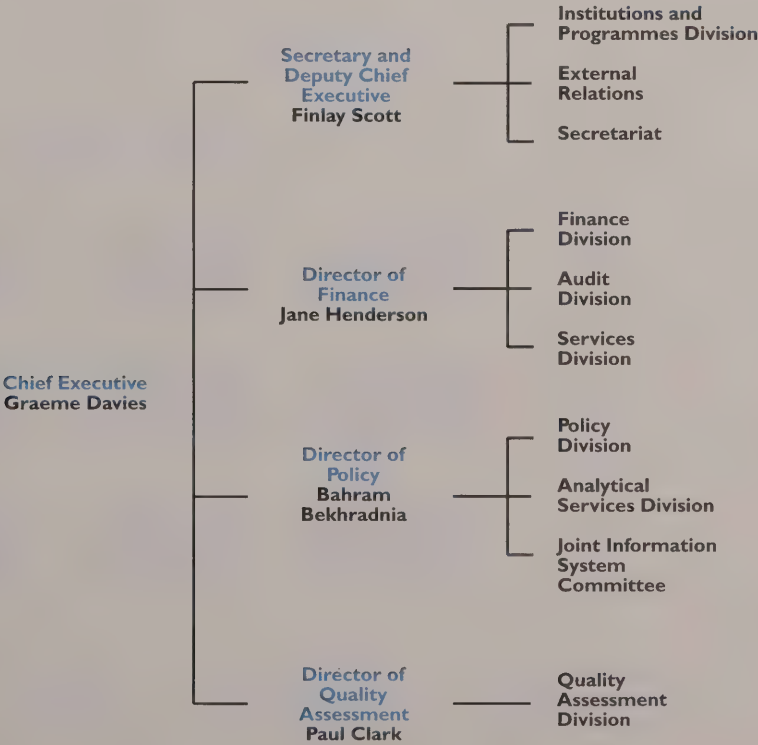 Institutions and
Programmes Division
Secretary and
Deputy Chief
Executive
Finlay Scott
External
Relations
Secretariat
Finance
Division
Director of
Finance
Jane Henderson
Audit
Division
Services
Division
Chief Executive
Graeme Davies
Policy
Division
Director of
Policy
Bahram
Bekhradnia
Analytical
Services Division
Joint Information
System
Committee
Director of
Quality
Assessment
Paul Clark
Quality
Assessment
Division